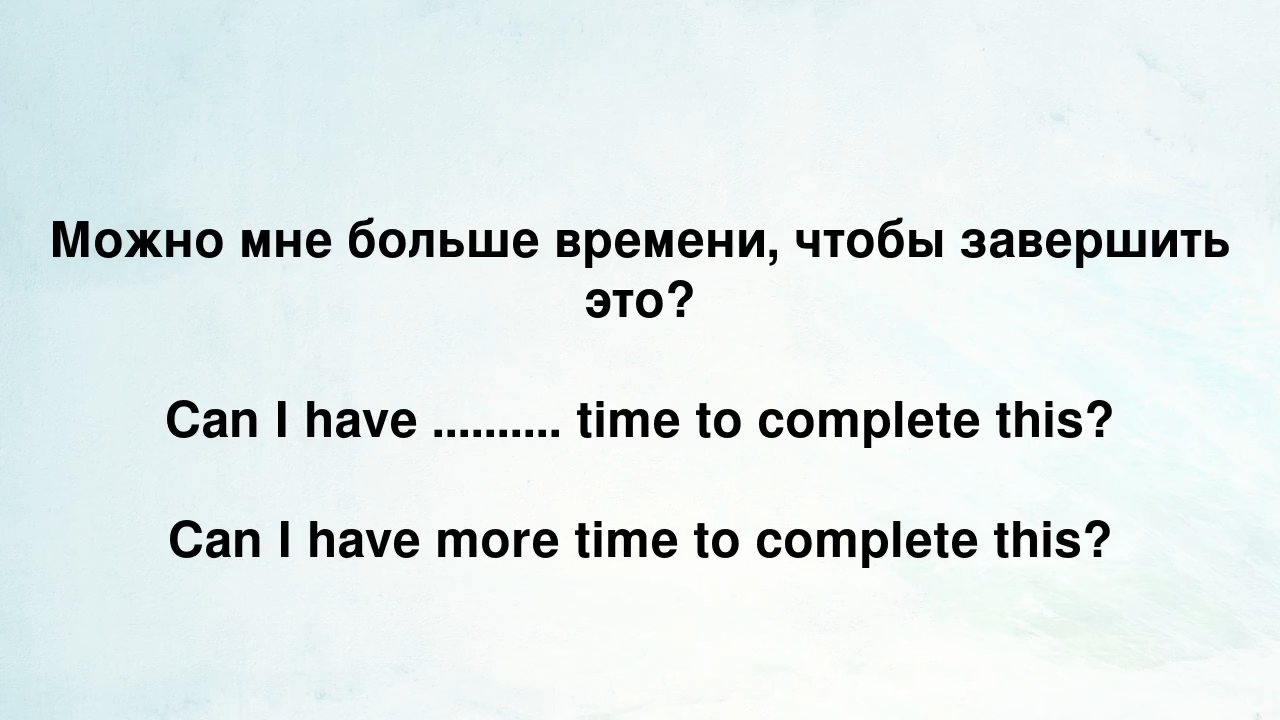 Можно мне больше времени, чтобы завершить
это?
Can I have .......... time to complete this?
Can I have more time to complete this?